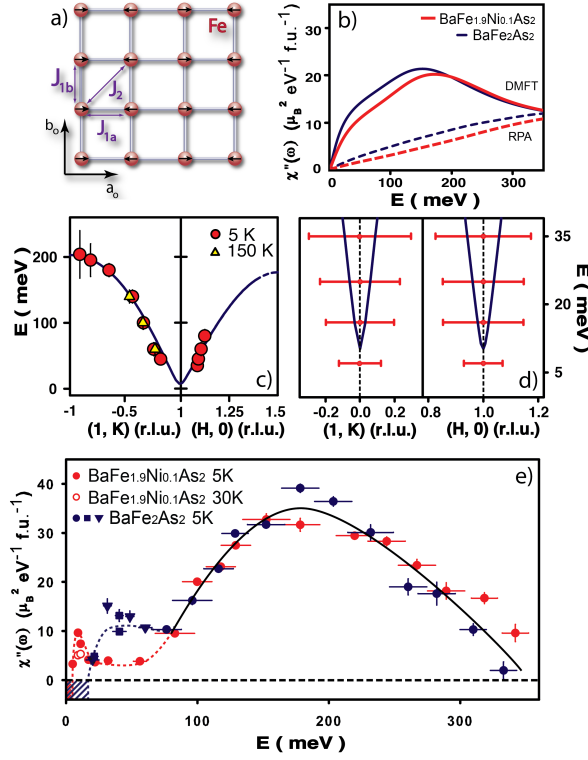 a)
Fe
J1b
J2
J1a
bo
ao
b)
BaFe1.9Ni0.1As2
BaFe2As2
DMFT
RPA
χ"(ω) (μB² eV⁻¹ f.u.⁻¹)
40
30
20
10
0
0 100 200 300
E ( meV)
5 K
150 K
E ( meV)
200
100
0
c)
-1 -0.5 1 1.25 1.5
(1, K) (r.l.u.) (H, 0) (r.l.u.)
d)
35
20
5
E ( meV)
-0.2 0.0 0.2 0.8 1.0 1.2
(1, K) (r.l.u.) (H, 0) (r.l.u.)
e)
BaFe1.9Ni0.1As2 5K
BaFe1.9Ni0.1As2 30K
BaFe2As2 5K
χ"(ω) (μB² eV⁻¹ f.u.⁻¹)
40
30
20
10
0
0 100 200 300
E ( meV)